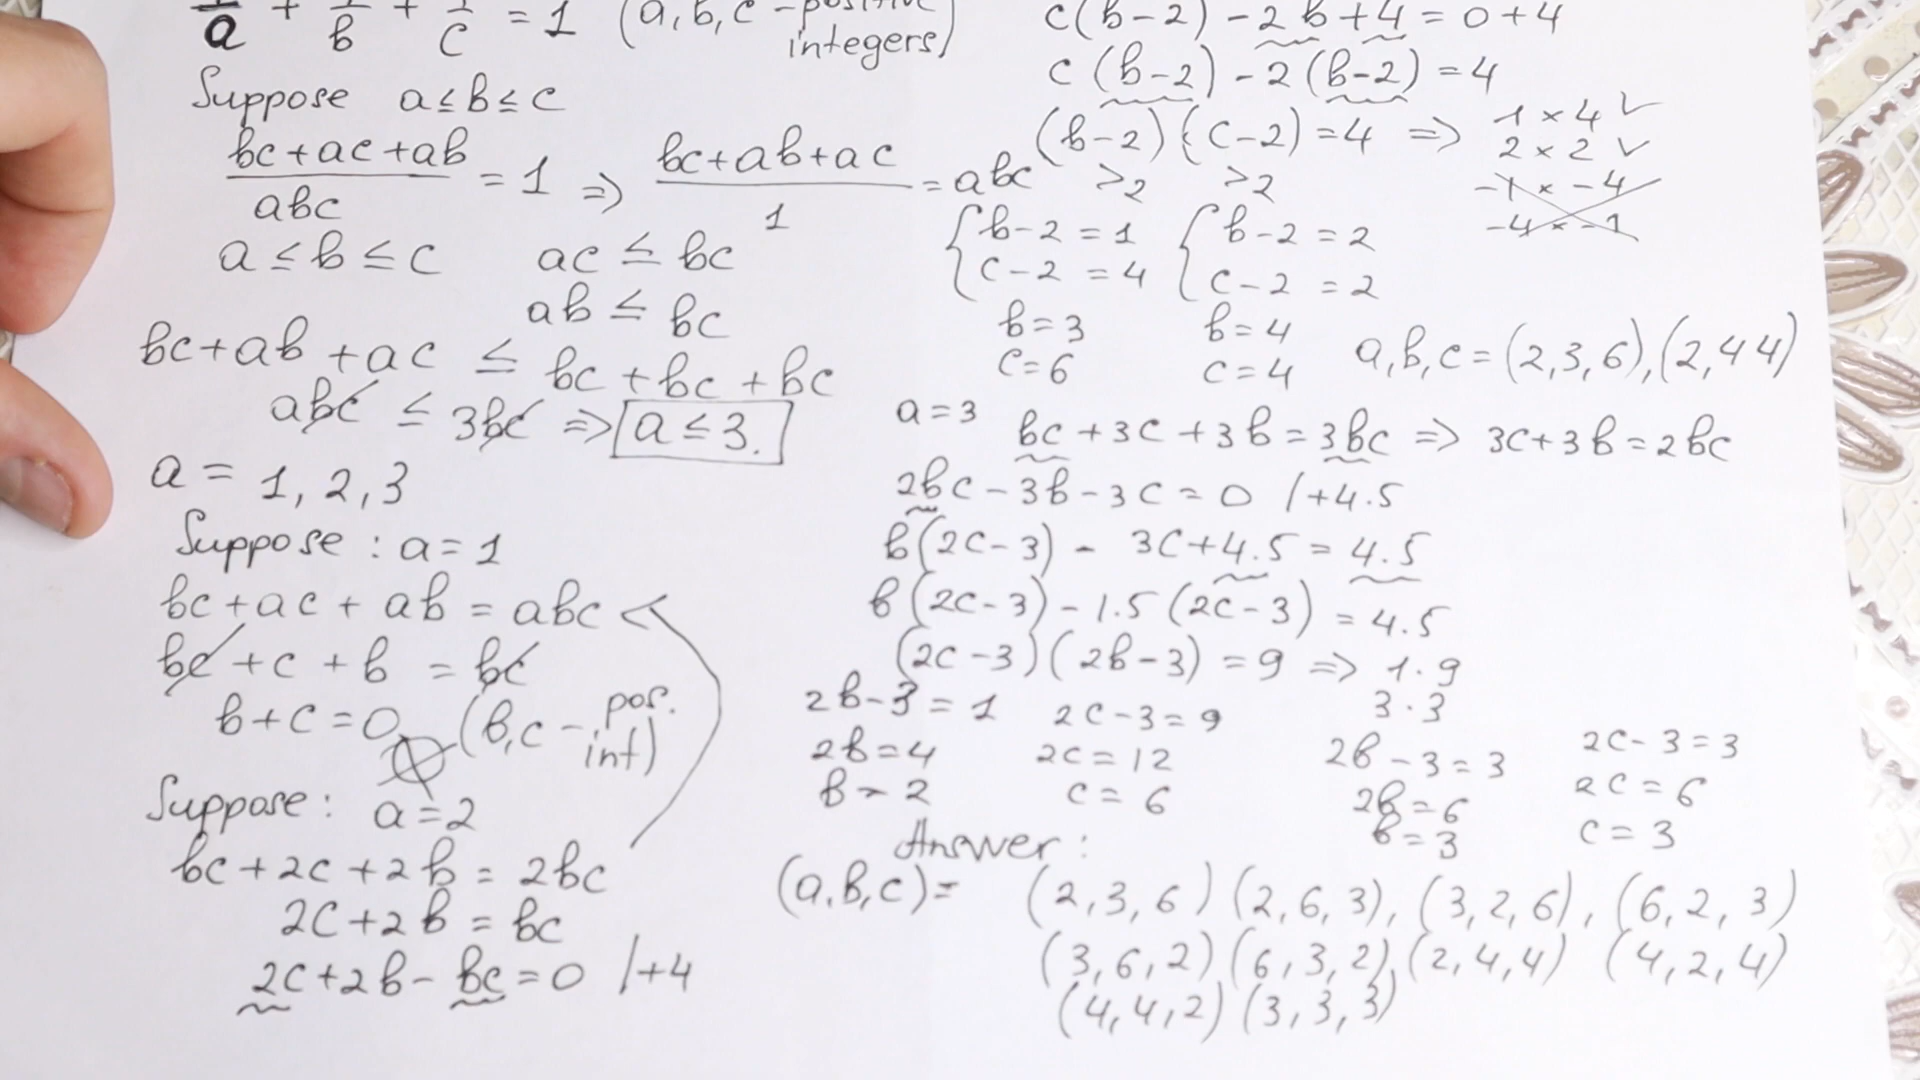 1/a + 1/b + 1/c = 1 (a,b,c - positive
integers)
Suppose a≤b≤c
(bc+ac+ab)/abc = 1 => (bc+ab+ac)/1 = abc
a≤b≤c ac≤bc
ab≤bc
bc+ab+ac ≤ bc+bc+bc
abc ≤ 3bc => a≤3.
a = 1, 2, 3
Suppose : a=1
bc+ac+ab = abc <
bc+c+b = bc
b+c=0 (b,c - pos.
int)
Suppose: a=2
bc+2c+2b = 2bc
2c+2b = bc
2c+2b-bc=0 /+4
c(b-2)-2b+4 = 0+4
c(b-2)-2(b-2) = 4
(b-2)(c-2)=4 => 1×4 ✓
2×2 ✓
>2 >2
-1 × -4
-4 × -1
{b-2=1 {b-2=2
{c-2=4 {c-2=2
b=3 b=4
c=6 c=4
a,b,c = (2,3,6),(2,4 4)
a=3 bc+3c+3b=3bc => 3c+3b=2bc
2bc-3b-3c=0 /+4.5
b(2c-3) - 3c+4.5 = 4.5
b(2c-3)-1.5(2c-3) = 4.5
(2c-3)(2b-3)=9 => 1·9
3·3
2b-3=1 2c-3=9 2b-3=3 2c-3=3
2b=4 2c=12 2b=6 2c=6
b=2 c=6 b=3 c=3
Answer:
(a,b,c)= (2,3,6) (2,6,3), (3,2,6), (6,2,3)
(3,6,2) (6,3,2), (2,4,4) (4,2,4)
(4,4,2) (3,3,3)